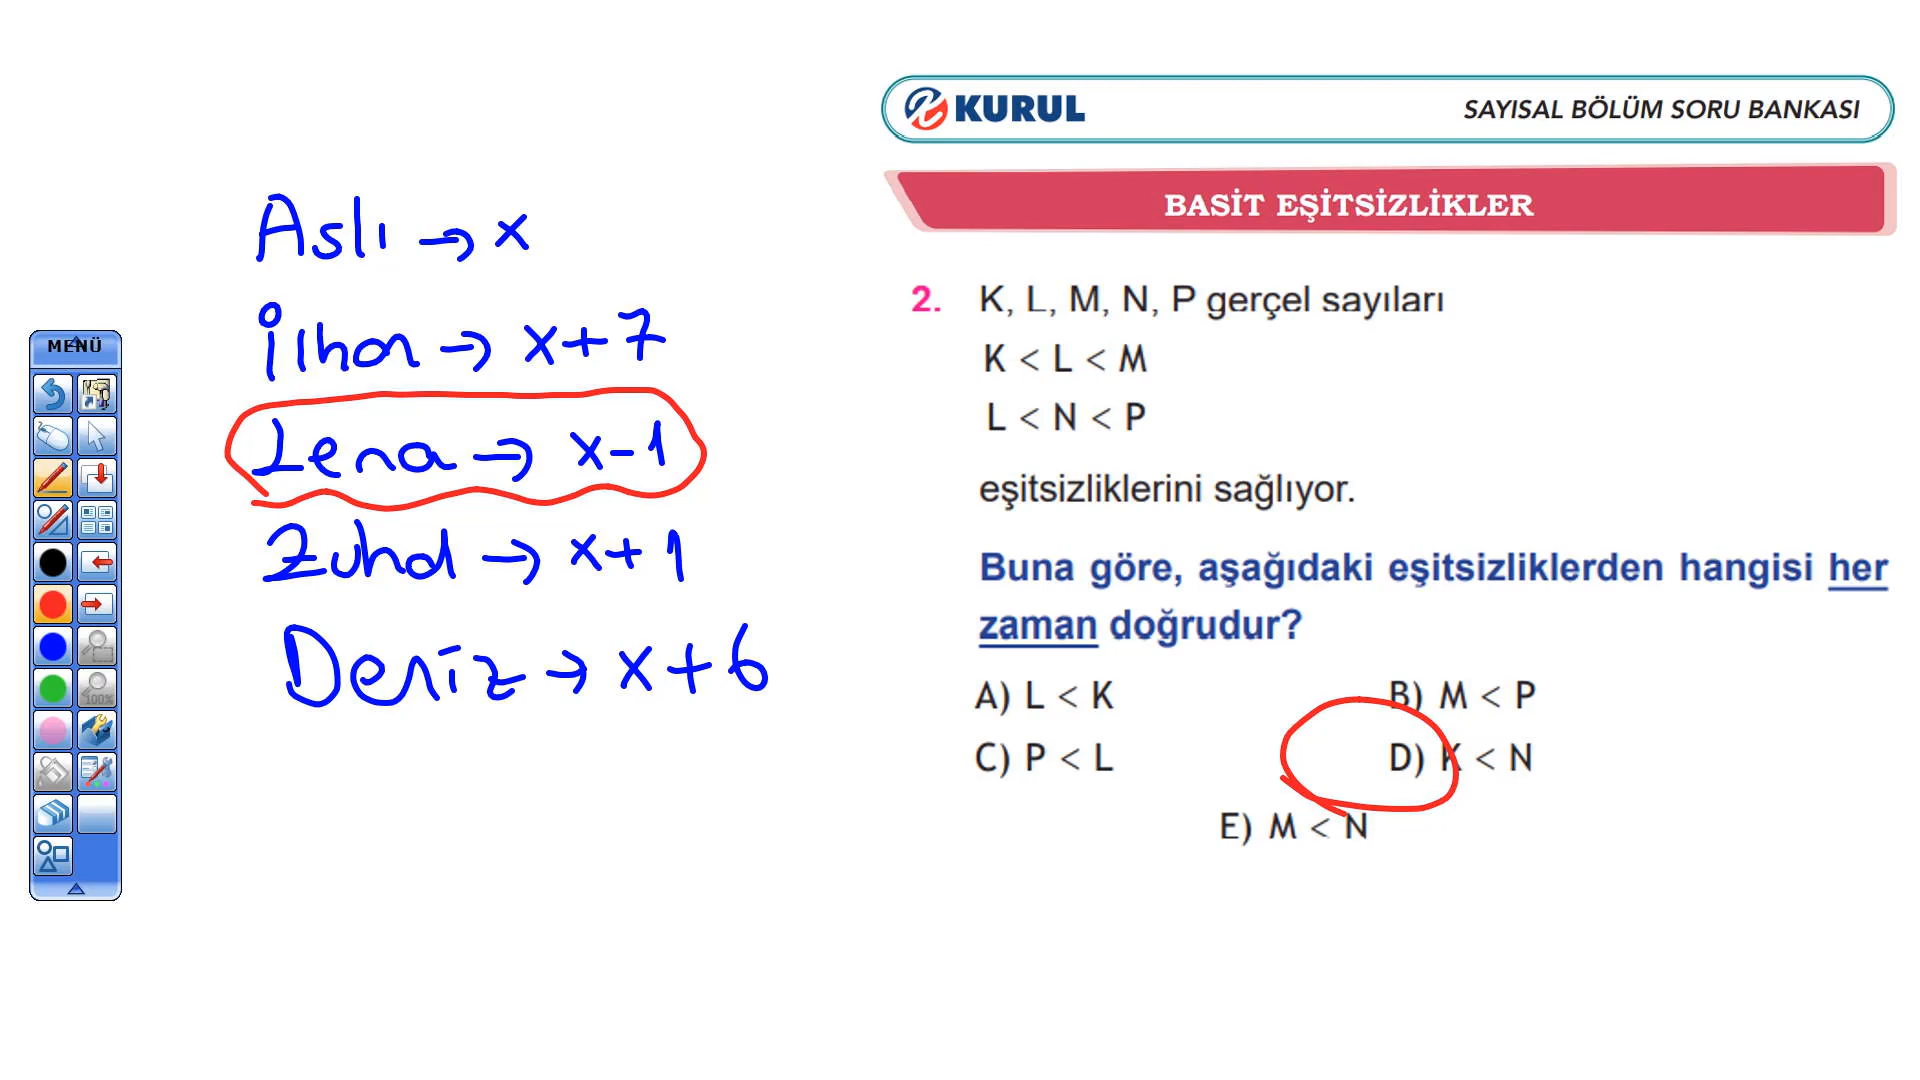 MENÜ
100%
Aslı → x
İlhan → x+7
Lena → x-1
Zuhal → x+1
Deniz → x+6
KURUL
SAYISAL BÖLÜM SORU BANKASI
BASİT EŞİTSİZLİKLER
2. K, L, M, N, P gerçel sayıları
K < L < M
L < N < P
eşitsizliklerini sağlıyor.
Buna göre, aşağıdaki eşitsizliklerden hangisi her
zaman doğrudur?
A) L < K B) M < P
C) P < L D) K < N
E) M < N